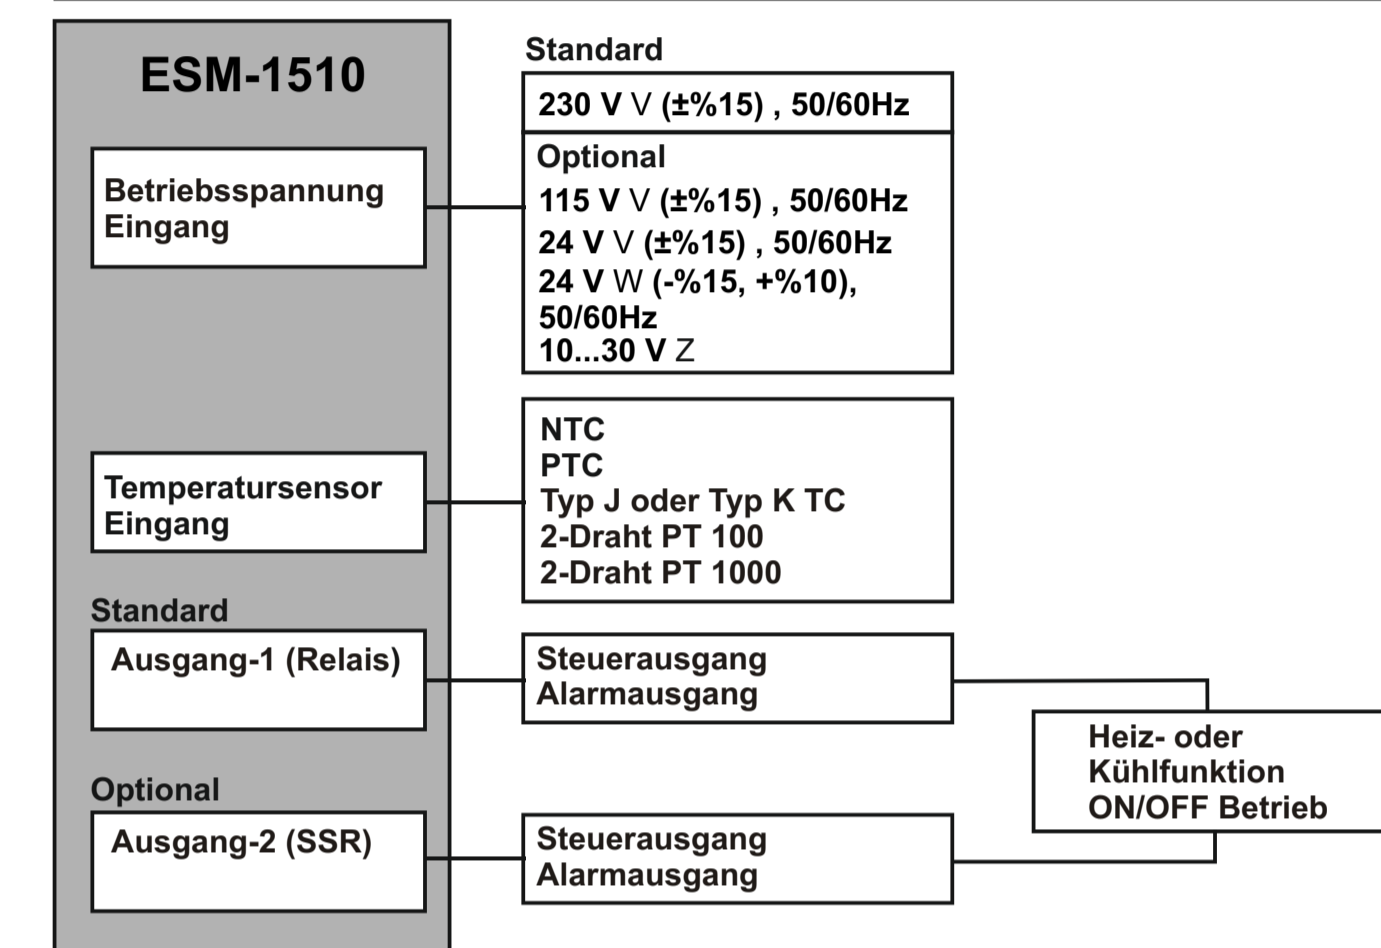 ESM-1510
Betriebsspannung
Eingang
Standard
230 V V (±%15) , 50/60Hz
Optional
115 V V (±%15) , 50/60Hz
24 V V (±%15) , 50/60Hz
24 V W (-%15, +%10),
50/60Hz
10...30 V Z
Temperatursensor
Eingang
NTC
PTC
Typ J oder Typ K TC
2-Draht PT 100
2-Draht PT 1000
Standard
Ausgang-1 (Relais)
Steuerausgang
Alarmausgang
Heiz- oder
Kühlfunktion
ON/OFF Betrieb
Optional
Ausgang-2 (SSR)
Steuerausgang
Alarmausgang